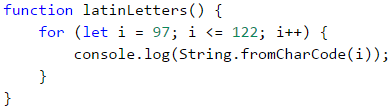 function latinLetters() {
    for (let i = 97; i <= 122; i++) {
        console.log(String.fromCharCode(i));
    }
}